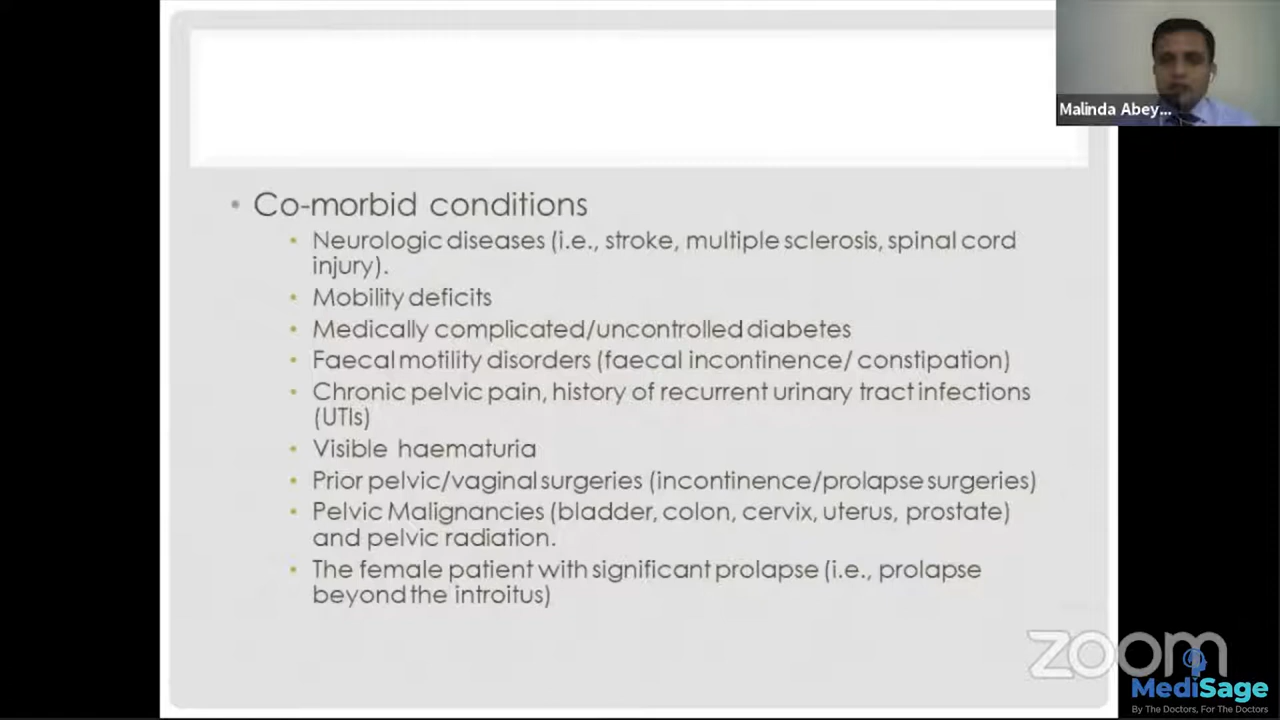 Malinda Abey...
• Co-morbid conditions
• Neurologic diseases (i.e., stroke, multiple sclerosis, spinal cord
injury).
• Mobility deficits
• Medically complicated/uncontrolled diabetes
• Faecal motility disorders (faecal incontinence/ constipation)
• Chronic pelvic pain, history of recurrent urinary tract infections
(UTIs)
• Visible haematuria
• Prior pelvic/vaginal surgeries (incontinence/prolapse surgeries)
• Pelvic Malignancies (bladder, colon, cervix, uterus, prostate)
and pelvic radiation.
• The female patient with significant prolapse (i.e., prolapse
beyond the introitus)
zoom
MediSage
By The Doctors, For The Doctors